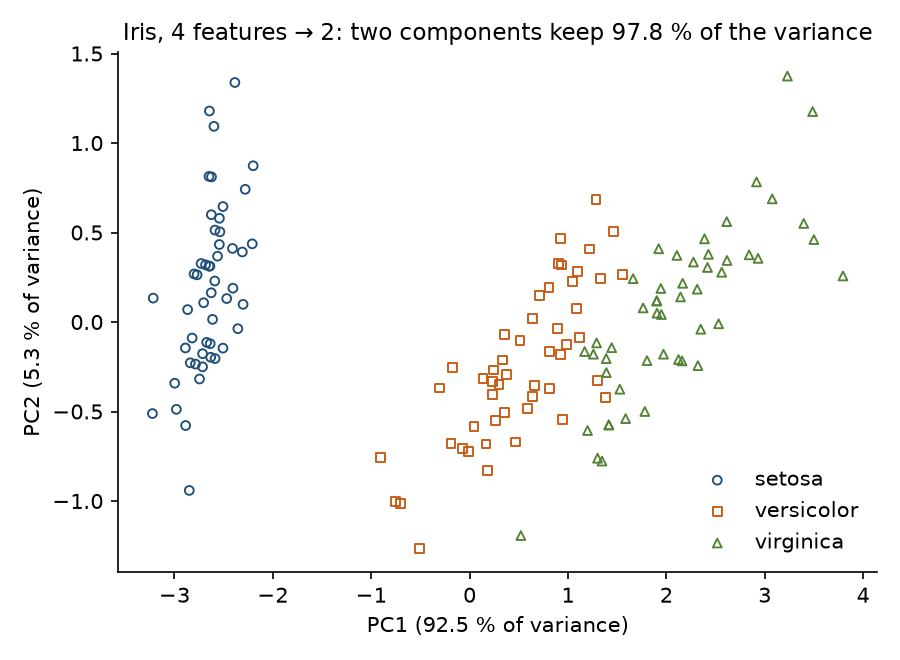 Iris, 4 features → 2: two components keep 97.8 % of the variance
1.5
1.0
0.5
0.0
−0.5
−1.0
PC2 (5.3 % of variance)
setosa
versicolor
virginica
−3
−2
−1
0
1
2
3
4
PC1 (92.5 % of variance)